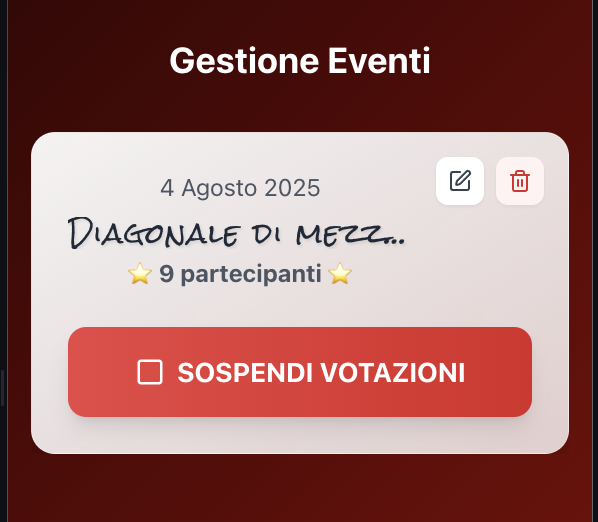 Gestione Eventi
4 Agosto 2025
Diagonale di mezz...
⭐ 9 partecipanti ⭐
SOSPENDI VOTAZIONI